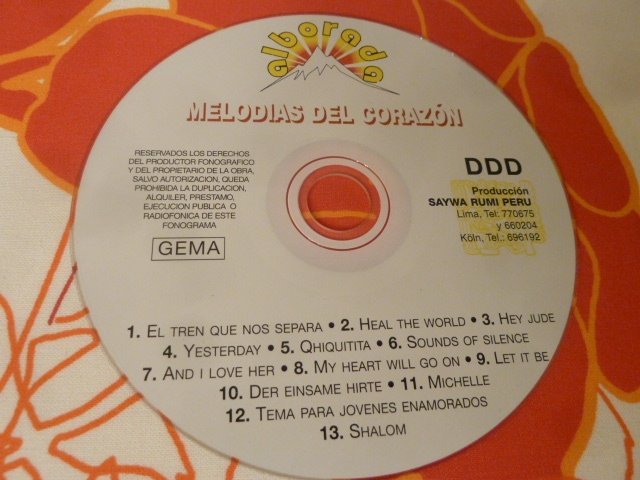 alborada
MELODIAS DEL CORAZÓN
RESERVADOS LOS DERECHOS
DEL PRODUCTOR FONOGRAFICO
Y DEL PROPIETARIO DE LA OBRA,
SALVO AUTORIZACION, QUEDA
PROHIBIDA LA DUPLICACION,
ALQUILER, PRESTAMO,
EJECUCION PUBLICA O
RADIOFONICA DE ESTE
FONOGRAMA
GEMA
DDD
Producción
SAYWA RUMI PERU
Lima, Tel: 770675
y 660204
Köln, Tel.: 696192
1. EL TREN QUE NOS SEPARA • 2. HEAL THE WORLD • 3. HEY JUDE
4. YESTERDAY • 5. QHIQUITITA • 6. SOUNDS OF SILENCE
7. AND I LOVE HER • 8. MY HEART WILL GO ON • 9. LET IT BE
10. DER EINSAME HIRTE • 11. MICHELLE
12. TEMA PARA JOVENES ENAMORADOS
13. SHALOM